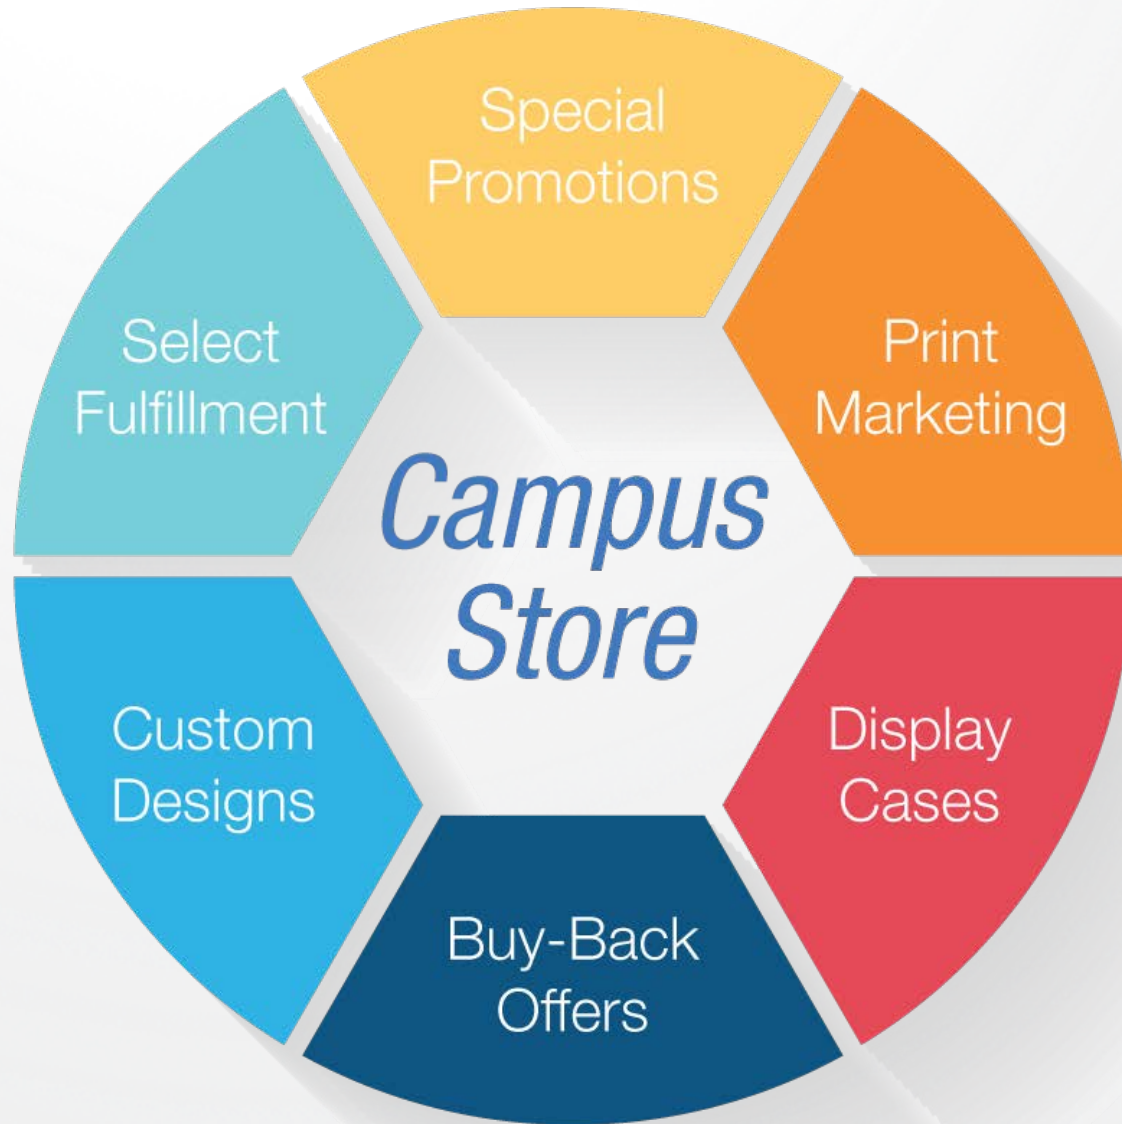 Special
Promotions
Print
Marketing
Display
Cases
Buy-Back
Offers
Custom
Designs
Select
Fulfillment
Campus
Store